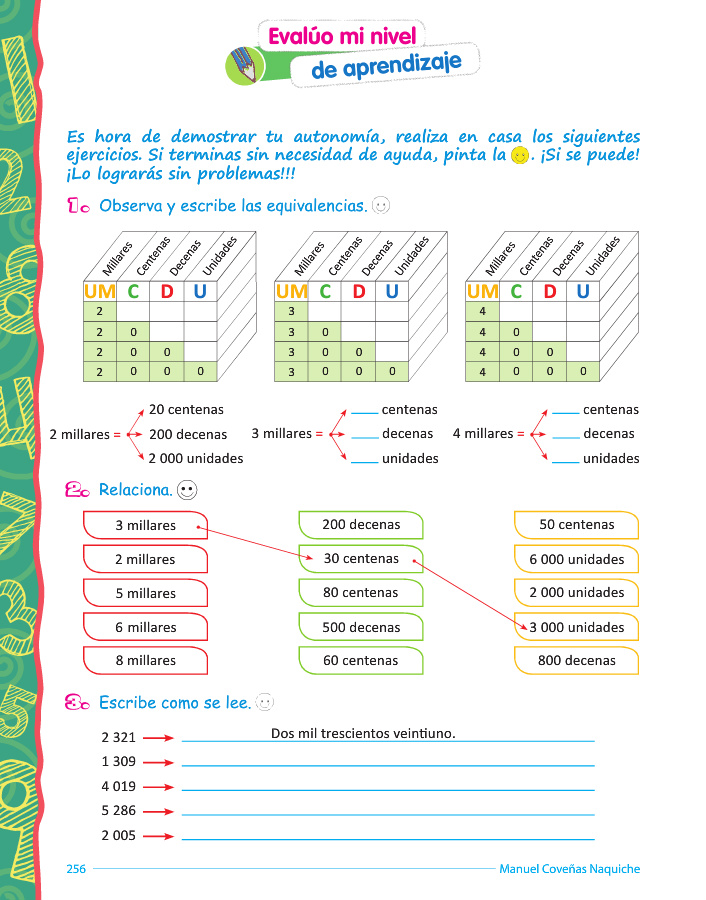 Evalúo mi nivel
de aprendizaje
Es hora de demostrar tu autonomía, realiza en casa los siguientes
ejercicios. Si terminas sin necesidad de ayuda, pinta la . ¡Si se puede!
¡Lo lograrás sin problemas!!!
1. Observa y escribe las equivalencias.
Millares Centenas Decenas Unidades
UM C D U
2
2 0
2 0 0
2 0 0 0
Millares Centenas Decenas Unidades
UM C D U
3
3 0
3 0 0
3 0 0 0
Millares Centenas Decenas Unidades
UM C D U
4
4 0
4 0 0
4 0 0 0
2 millares =
20 centenas
200 decenas
2 000 unidades
3 millares =
___ centenas
___ decenas
___ unidades
4 millares =
___ centenas
___ decenas
___ unidades
2. Relaciona.
3 millares 200 decenas 50 centenas
2 millares 30 centenas 6 000 unidades
5 millares 80 centenas 2 000 unidades
6 millares 500 decenas 3 000 unidades
8 millares 60 centenas 800 decenas
3. Escribe como se lee.
2 321 Dos mil trescientos veintiuno.
1 309
4 019
5 286
2 005
256 Manuel Coveñas Naquiche